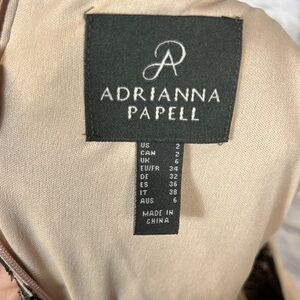 ADRIANNA
PAPELL
US 2
CAN 2
UK 6
EU/FR 34
DE 32
ES 36
IT 38
AUS 6
MADE IN
CHINA